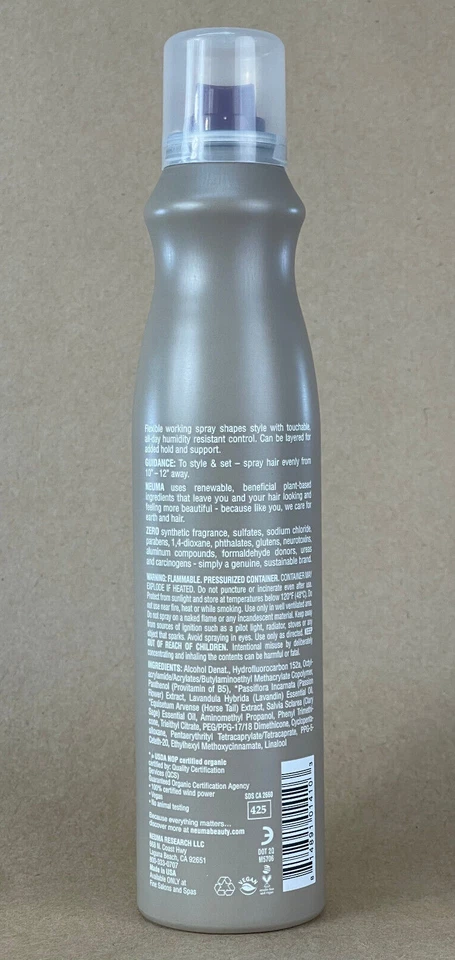 Flexible working spray shapes style with touchable,
all-day humidity resistant control. Can be layered for
added hold and support.
GUIDANCE: To style & set – spray hair evenly from
10" – 12" away.
NEUMA uses renewable, beneficial plant-based
ingredients that leave you and your hair looking and
feeling more beautiful - because like you, we care for
earth and hair.
ZERO synthetic fragrance, sulfates, sodium chloride,
parabens, 1,4-dioxane, phthalates, glutens, neurotoxins,
aluminum compounds, formaldehyde donors, ureas
and carcinogens - simply a genuine, sustainable brand.
WARNING: FLAMMABLE. PRESSURIZED CONTAINER. CONTAINER MAY
EXPLODE IF HEATED. Do not puncture or incinerate even after use.
Protect from sunlight and store at temperatures below 120°F (48°C). Do
not use near fire, heat or while smoking. Use only in well ventilated area.
Do not spray on a naked flame or any incandescent material. Keep away
from sources of ignition such as a pilot light, radiator, stoves or any
object that sparks. Avoid spraying in eyes. Use only as directed. KEEP
OUT OF REACH OF CHILDREN. Intentional misuse by deliberately
concentrating and inhaling the contents can be harmful or fatal.
INGREDIENTS: Alcohol Denat., Hydrofluorocarbon 152a, Octyl-
acrylamide/Acrylates/Butylaminoethyl Methacrylate Copolymer,
Panthenol (Provitamin of B5), *Passiflora Incarnata (Passion
Flower) Extract, Lavandula Hybrida (Lavandin) Essential Oil,
*Equisetum Arvense (Horse Tail) Extract, Salvia Sclarea (Clary
Sage) Essential Oil, Aminomethyl Propanol, Phenyl Trimethi-
cone, Triethyl Citrate, PEG/PPG-17/18 Dimethicone, Cyclopenta-
siloxane, Pentaerythrityl Tetracaprylate/Tetracaprate, PPG-5-
Ceteth-20, Ethylhexyl Methoxycinnamate, Linalool
USDA NOP certified organic
certified by: Quality Certification
Services (QCS)
Guaranteed Organic Certification Agency
• 100% certified wind power
• Vegan
• No animal testing
SDS CA 2660
425
Because everything matters...
discover more at neumabeauty.com.
NEUMA RESEARCH LLC
N. Coast Hwy
Laguna Beach, CA 92651
Made in USA
Available ONLY at
Fine Salons and Spas
DOT 2Q
M5706
VEGAN
8 14891 01410 3